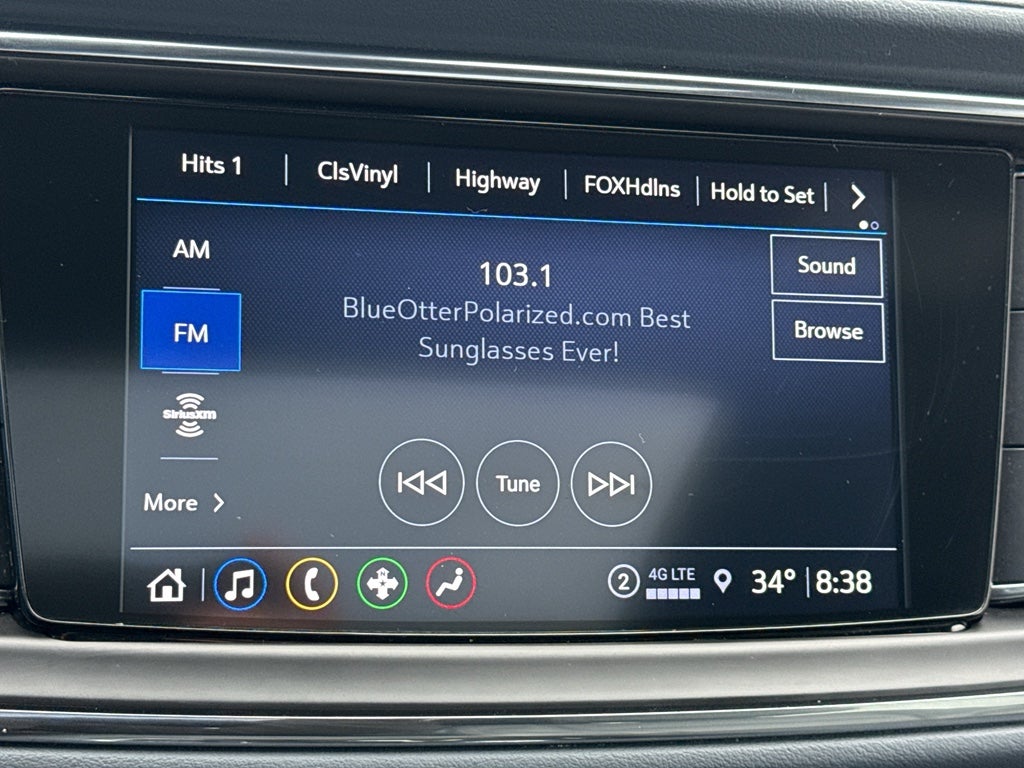 Hits 1 | ClsVinyl | Highway | FOXHdlns | Hold to Set |
AM
103.1
Sound
BlueOtterPolarized.com Best
Sunglasses Ever!
FM
Browse
SiriusXM
Tune
More
N
2 4G LTE 34° 8:38